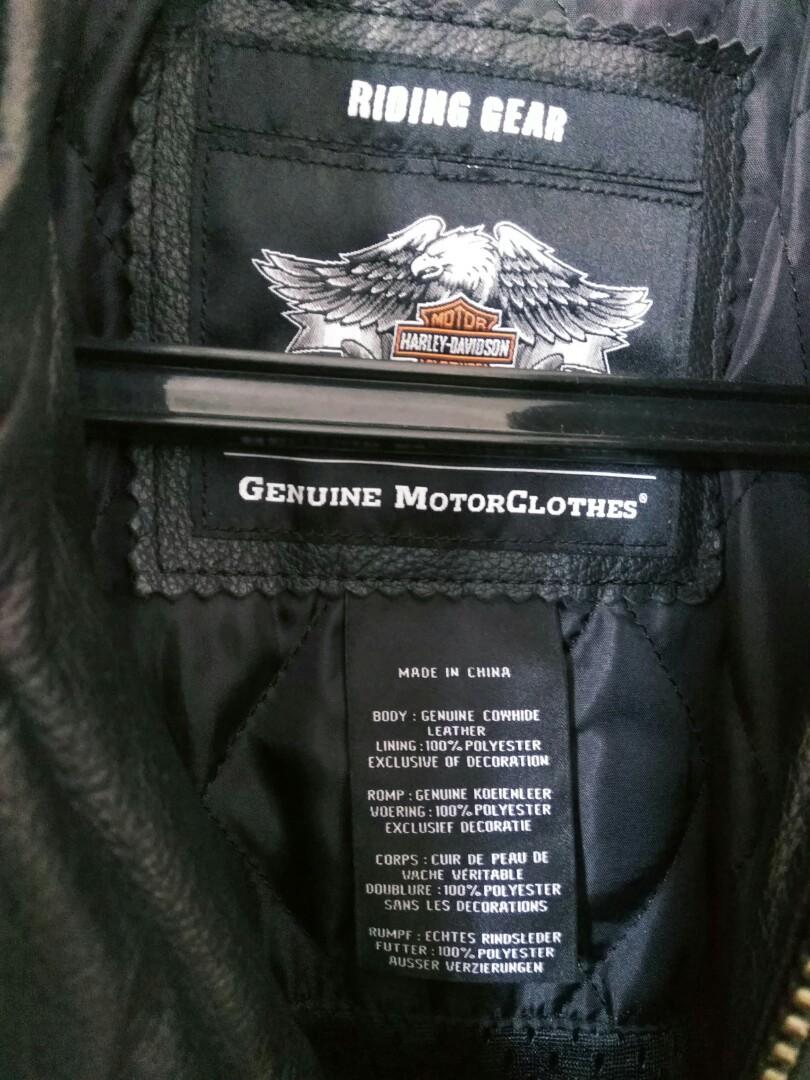 RIDING GEAR
MOTOR
HARLEY-DAVIDSON
GENUINE MOTORCLOTHES®
MADE IN CHINA
BODY : GENUINE COWHIDE
LEATHER
LINING : 100% POLYESTER
EXCLUSIVE OF DECORATION
ROMP : GENUINE KOEIENLEER
VOERING : 100% POLYESTER
EXCLUSIEF DECORATIE
CORPS : CUIR DE PEAU DE
VACHE VÉRITABLE
DOUBLURE : 100% POLYESTER
SANS LES DECORATIONS
RUMPF : ECHTES RINDSLEDER
FUTTER : 100% POLYESTER
AUSSER VERZIERUNGEN